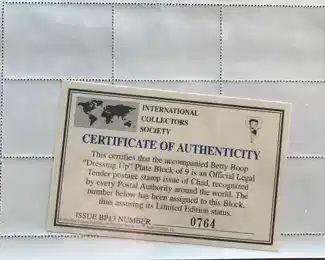 INTERNATIONAL
COLLECTORS
SOCIETY
CERTIFICATE OF AUTHENTICITY
This certifies that the accompanied Betty Boop
"Dressing Up" Plate Block of 9 is an Official Legal
Tender postage stamp issue of Chad, recognized
by every Postal Authority around the world. The
number below has been assigned to this Block,
thus assuring its Limited Edition status.
ISSUE BP13 NUMBER 0764